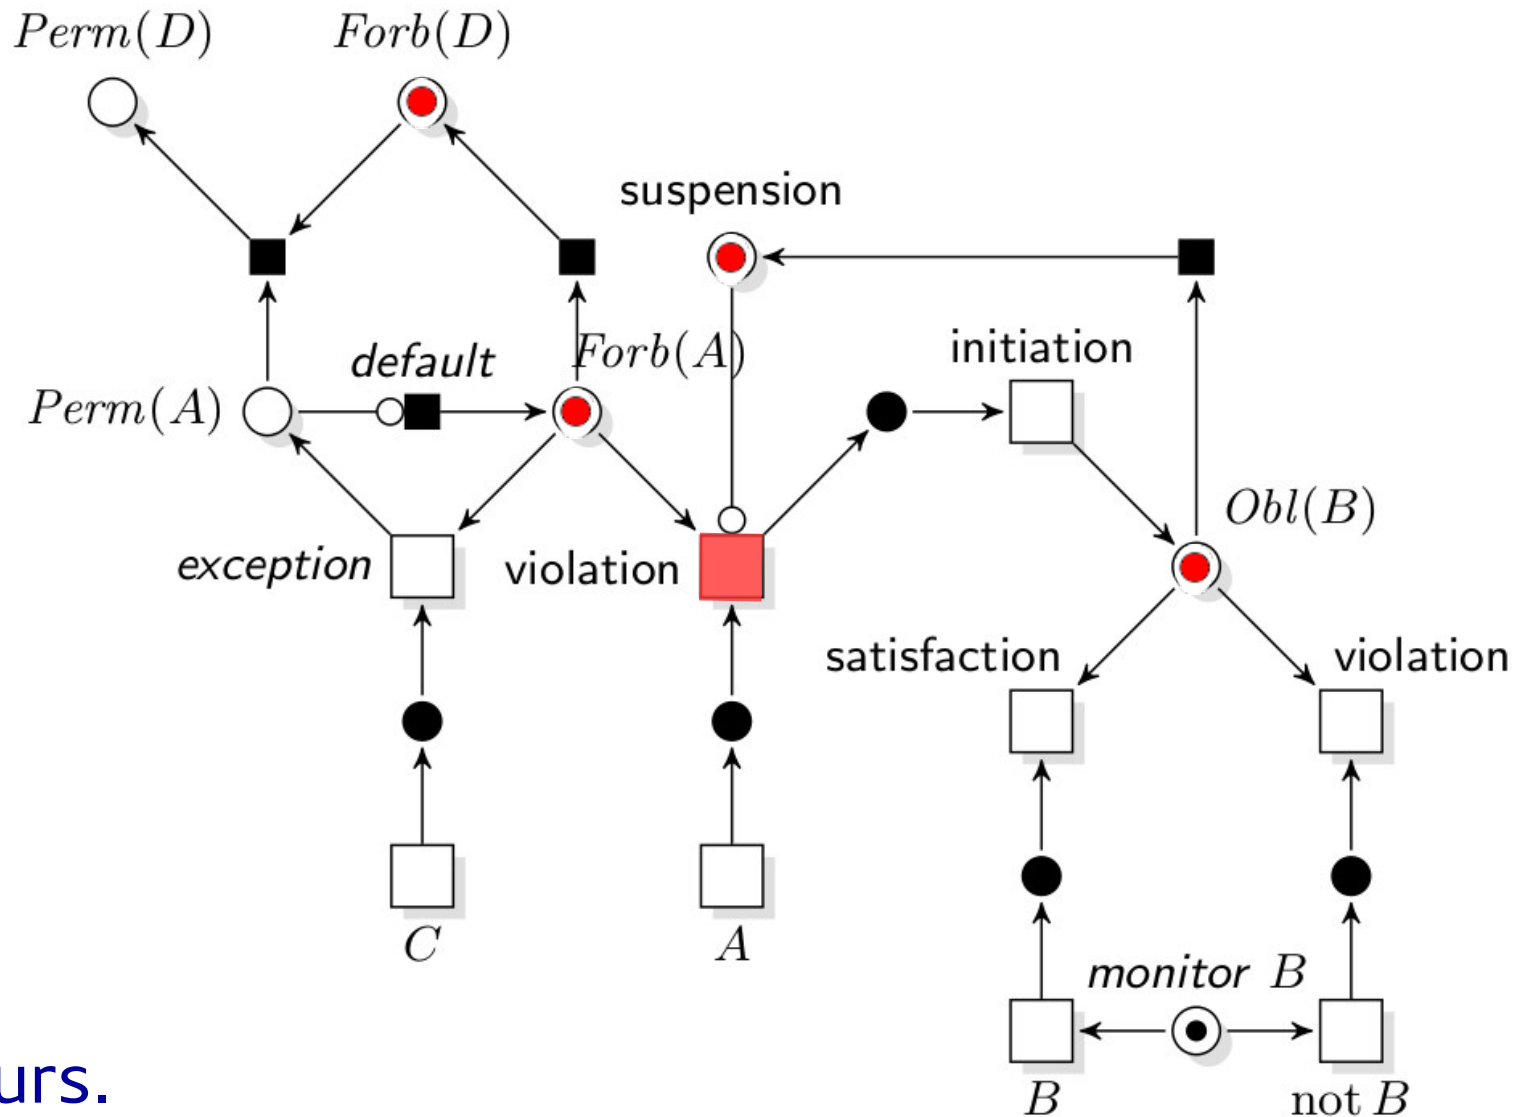 Perm(D)
Forb(D)
suspension
default
Forb(A)
initiation
Perm(A)
Obl(B)
exception
violation
satisfaction
violation
C
A
monitor B
urs.
B
not B